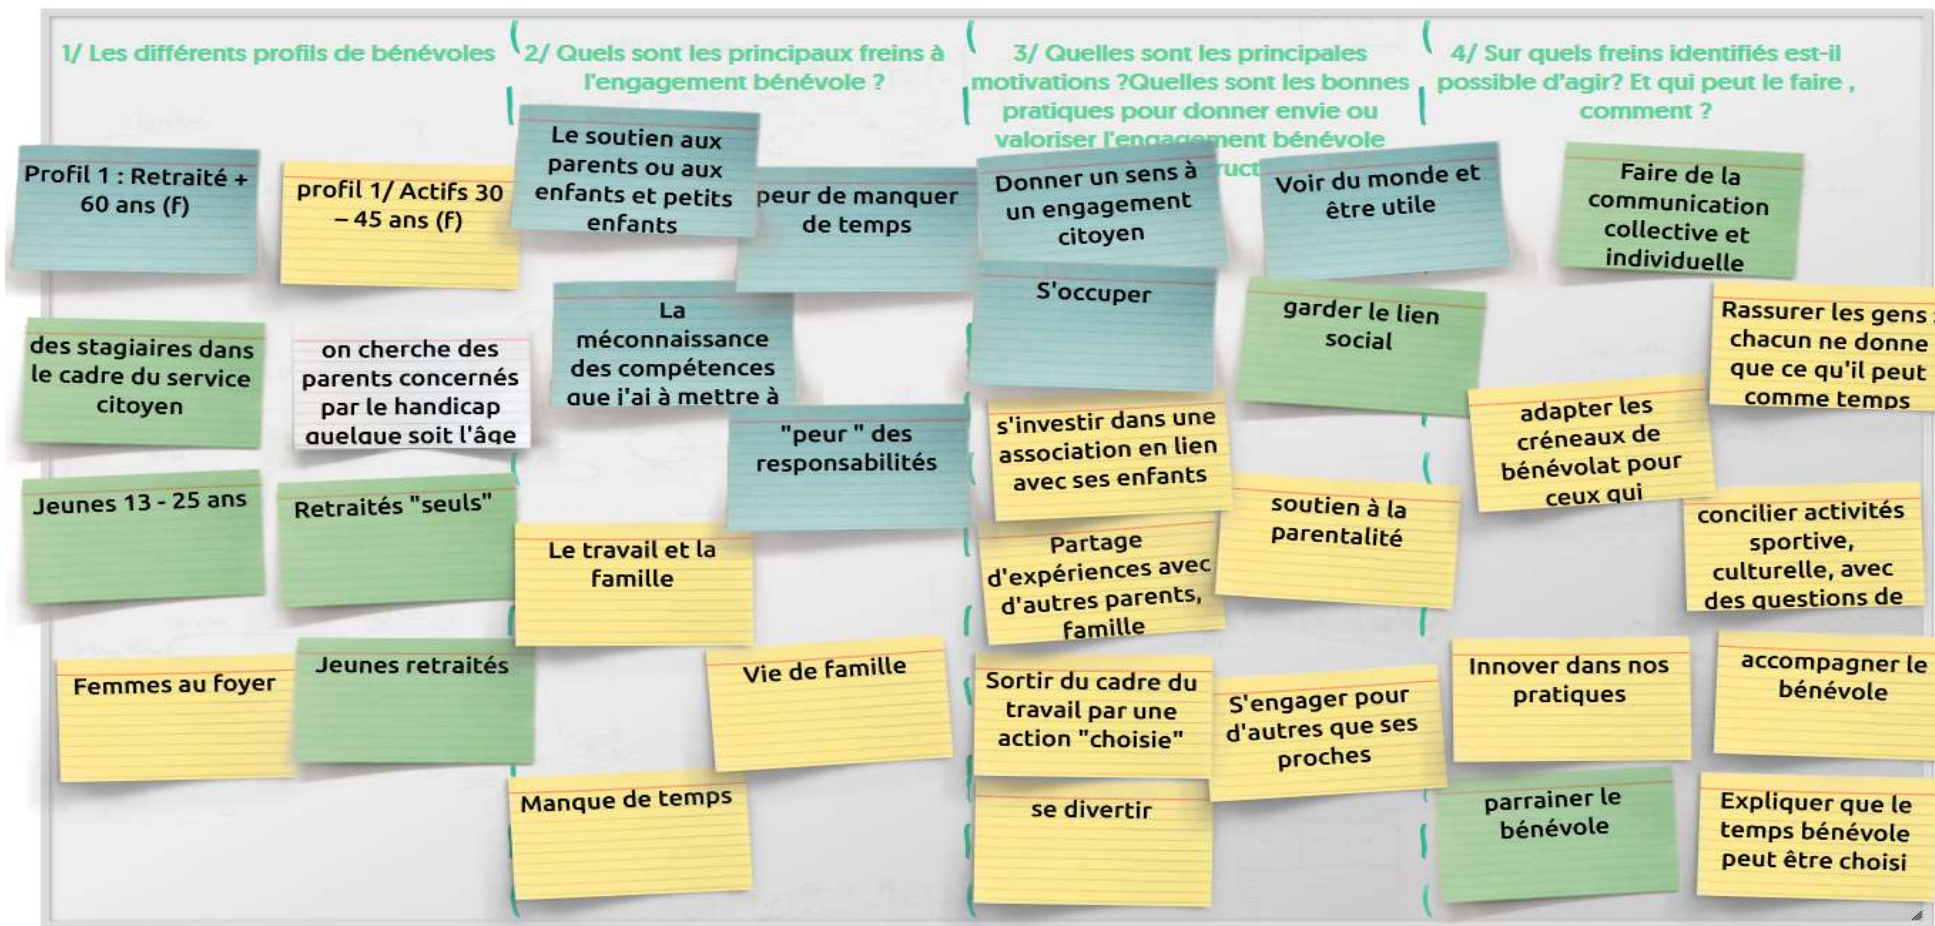 1/ Les différents profils de bénévoles
2/ Quels sont les principaux freins à
l'engagement bénévole ?
3/ Quelles sont les principales
motivations ?Quelles sont les bonnes
pratiques pour donner envie ou
valoriser l'engagement bénévole
4/ Sur quels freins identifiés est-il
possible d'agir? Et qui peut le faire ,
comment ?
Profil 1 : Retraité +
60 ans (f)
profil 1/ Actifs 30
– 45 ans (f)
des stagiaires dans
le cadre du service
citoyen
on cherche des
parents concernés
par le handicap
quelque soit l'âge
Jeunes 13 - 25 ans
Retraités "seuls"
Femmes au foyer
Jeunes retraités
Le soutien aux
parents ou aux
enfants et petits
enfants
peur de manquer
de temps
La
méconnaissance
des compétences
que j'ai à mettre à
"peur " des
responsabilités
Le travail et la
famille
Vie de famille
Manque de temps
Donner un sens à
un engagement
citoyen
Voir du monde et
être utile
S'occuper
garder le lien
social
s'investir dans une
association en lien
avec ses enfants
soutien à la
parentalité
Partage
d'expériences avec
d'autres parents,
famille
Sortir du cadre du
travail par une
action "choisie"
S'engager pour
d'autres que ses
proches
se divertir
Faire de la
communication
collective et
individuelle
Rassurer les gens :
chacun ne donne
que ce qu'il peut
comme temps
adapter les
créneaux de
bénévolat pour
ceux qui
concilier activités
sportive,
culturelle, avec
des questions de
Innover dans nos
pratiques
accompagner le
bénévole
parrainer le
bénévole
Expliquer que le
temps bénévole
peut être choisi